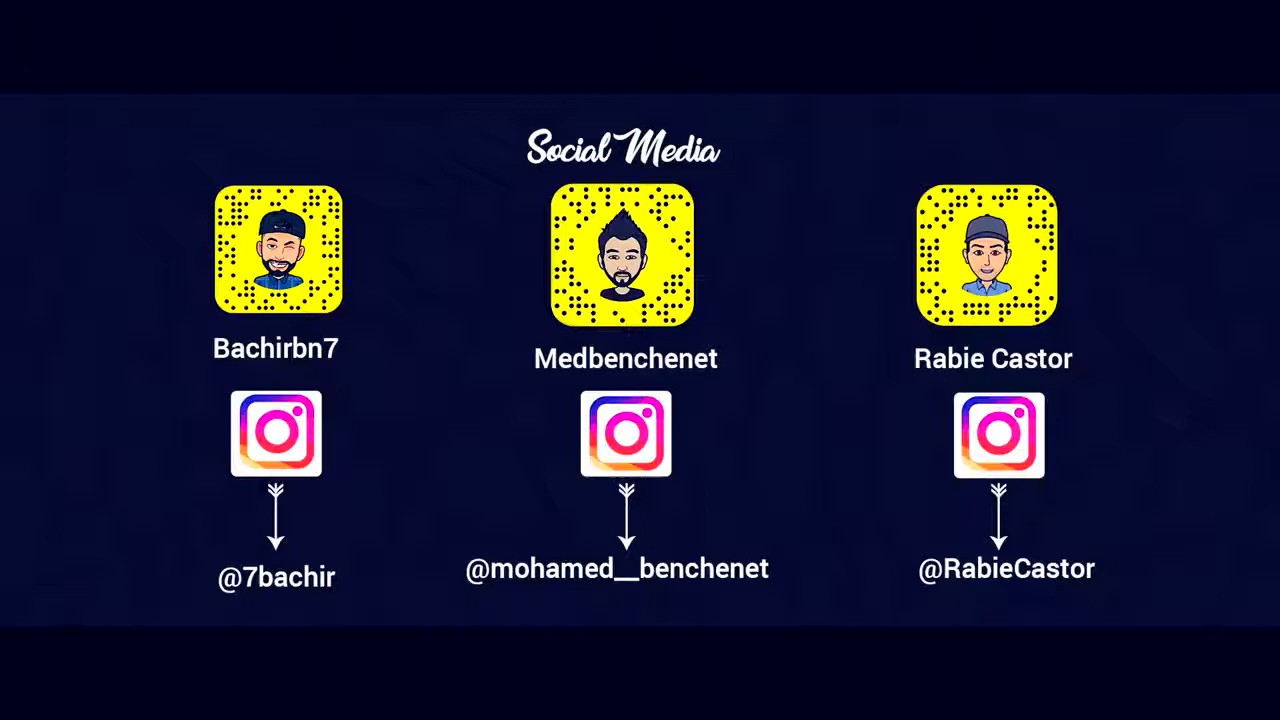 Social Media
Bachirbn7
Medbenchenet
Rabie Castor
@7bachir
@mohamed__benchenet
@RabieCastor